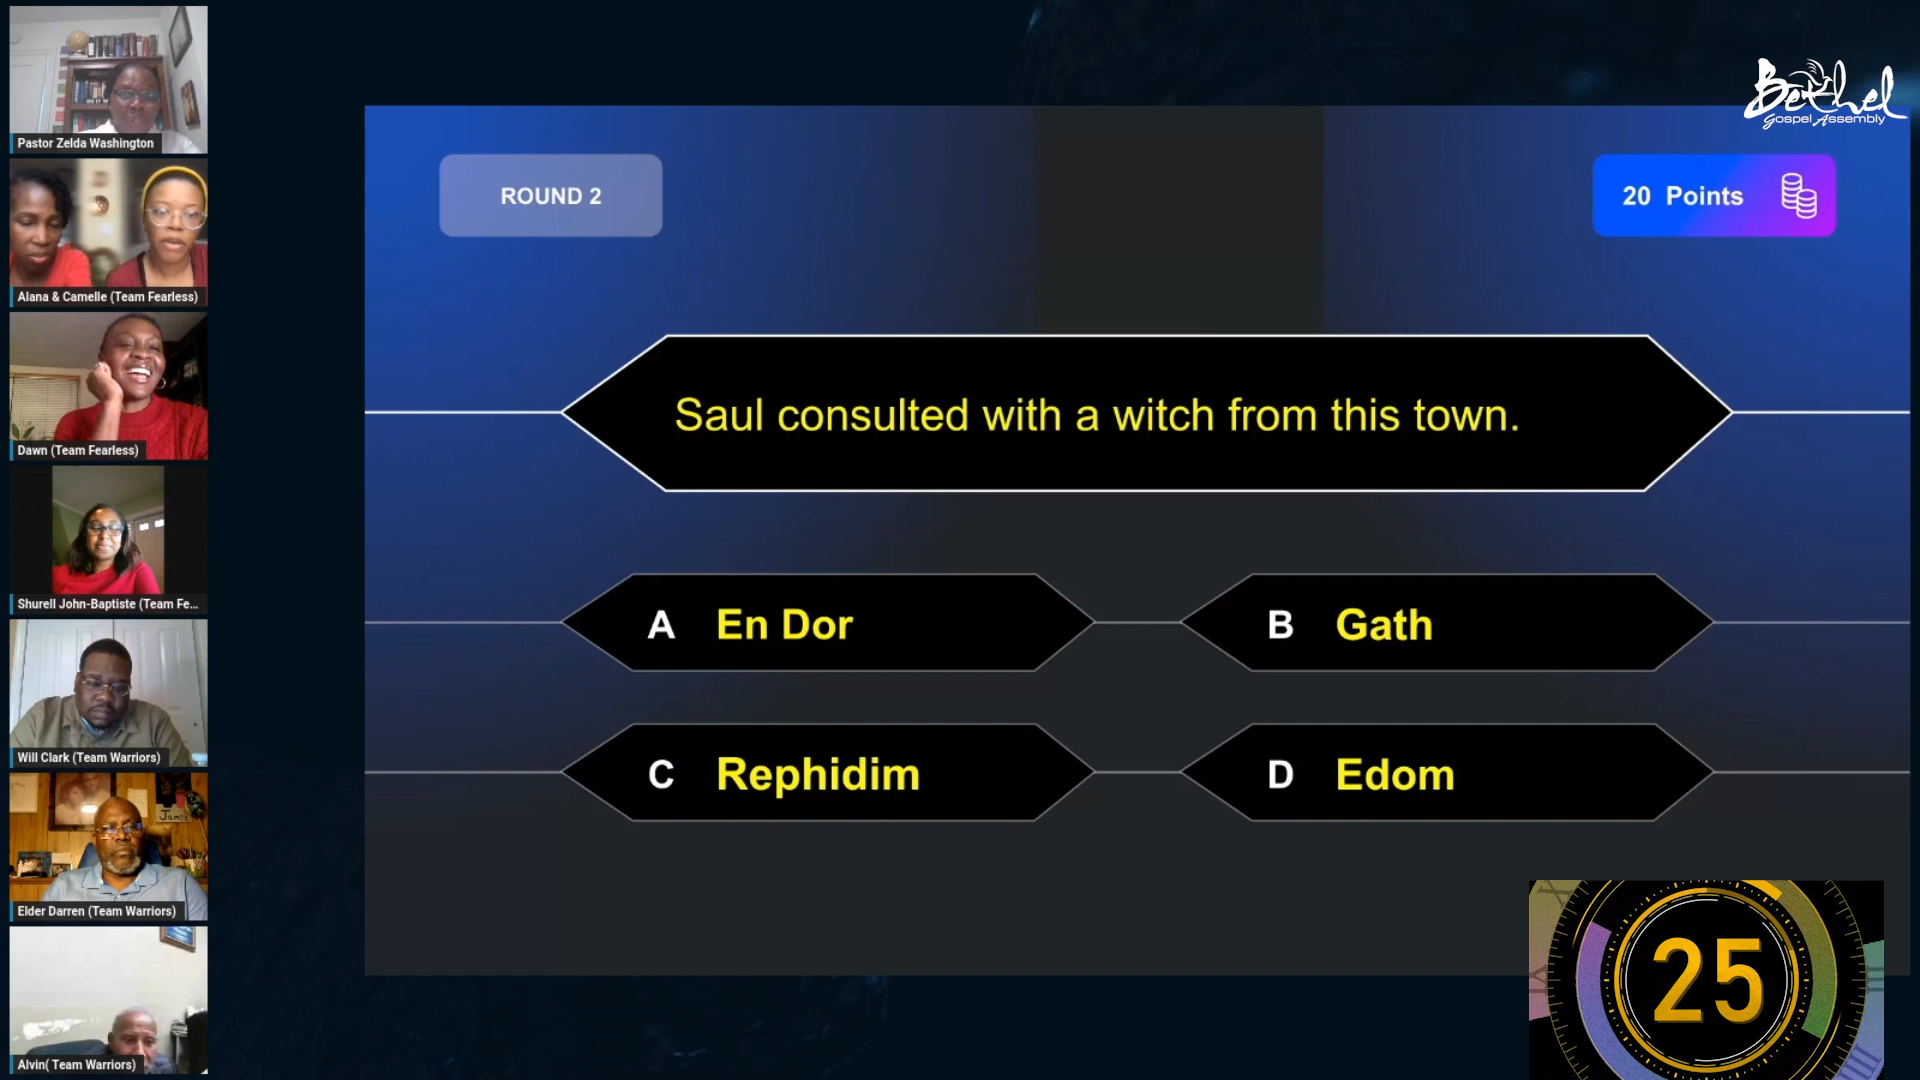 Bethel
Gospel Assembly
Pastor Zelda Washington
Alana & Camelle (Team Fearless)
Dawn (Team Fearless)
Shurell John-Baptiste (Team Fe...
Will Clark (Team Warriors)
Elder Darren (Team Warriors)
Alvin( Team Warriors)
ROUND 2
20 Points
Saul consulted with a witch from this town.
A En Dor
B Gath
C Rephidim
D Edom
25